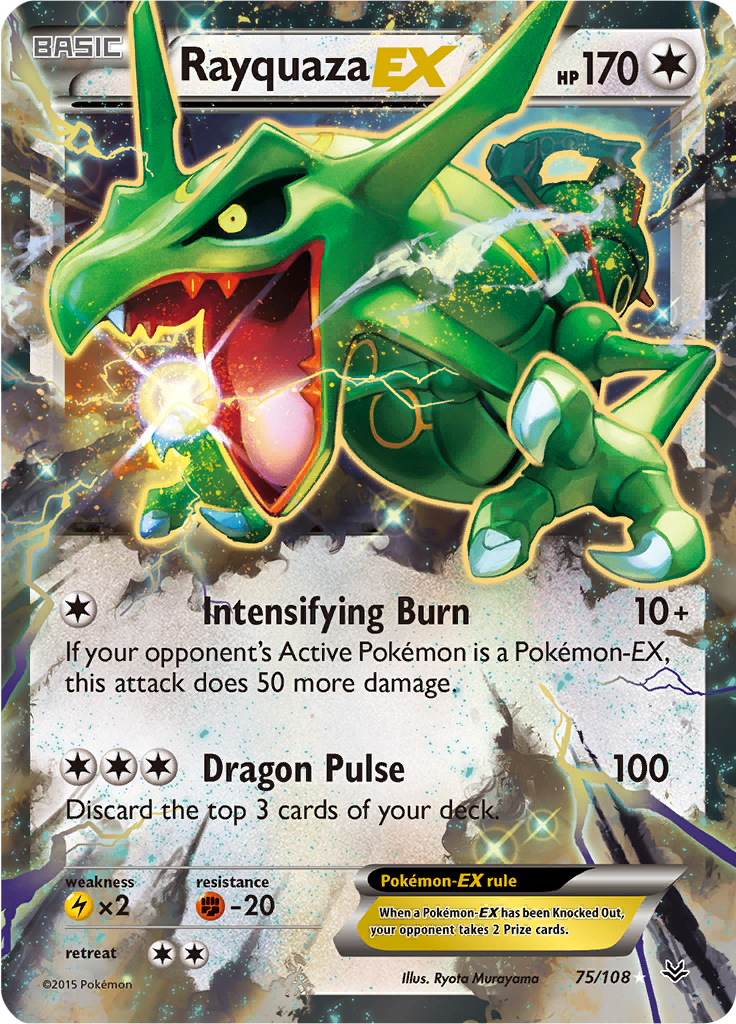 BASIC
Rayquaza EX
HP 170
Intensifying Burn 10+
If your opponent's Active Pokémon is a Pokémon-EX,
this attack does 50 more damage.
Dragon Pulse 100
Discard the top 3 cards of your deck.
weakness resistance
×2 -20
retreat
Pokémon-EX rule
When a Pokémon-EX has been Knocked Out,
your opponent takes 2 Prize cards.
©2015 Pokémon
Illus. Ryota Murayama 75/108